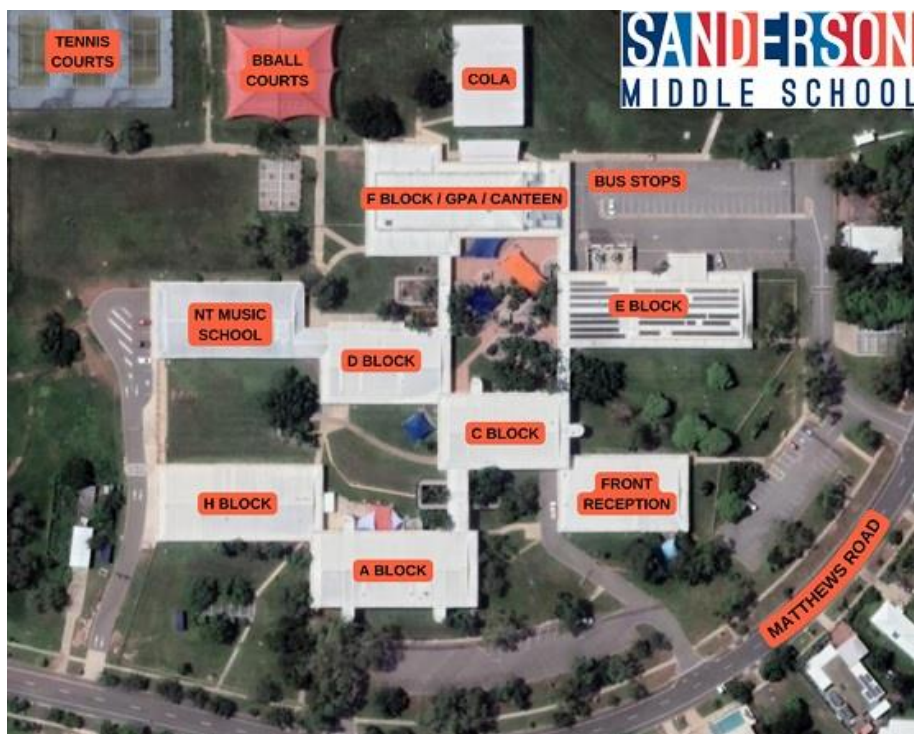 SANDERSON
MIDDLE SCHOOL
TENNIS
COURTS
BBALL
COURTS
COLA
F BLOCK / GPA / CANTEEN
BUS STOPS
NT MUSIC
SCHOOL
E BLOCK
D BLOCK
C BLOCK
H BLOCK
FRONT
RECEPTION
A BLOCK
MATTHEWS ROAD